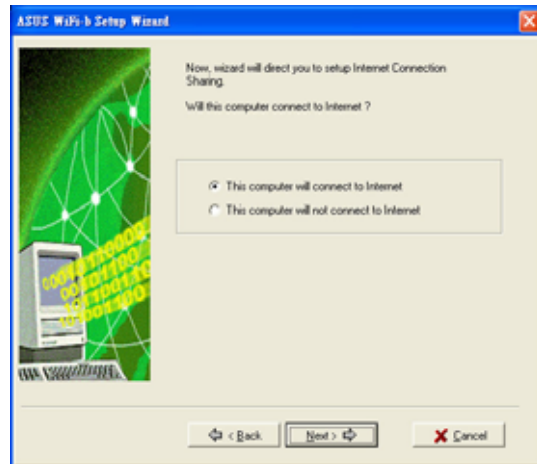 ASUS WiFi-b Setup Wizard
Now, wizard will direct you to setup Internet Connection
Sharing.
Will this computer connect to Internet ?
This computer will connect to Internet
This computer will not connect to Internet
< Back
Next >
Cancel